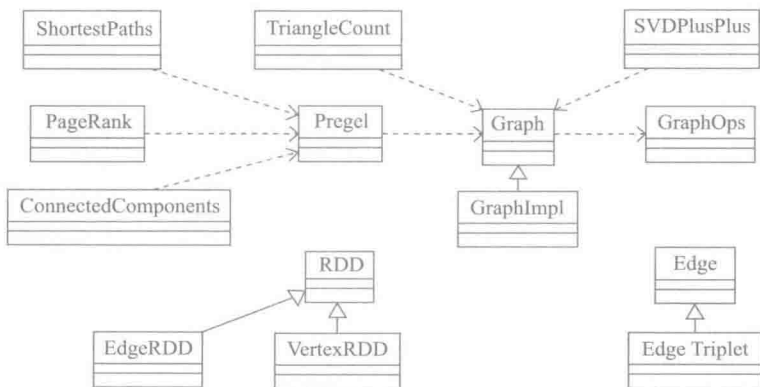 ShortestPaths
TriangleCount
SVDPlusPlus
PageRank
Pregel
Graph
GraphOps
ConnectedComponents
GraphImpl
RDD
Edge
EdgeRDD
VertexRDD
Edge Triplet